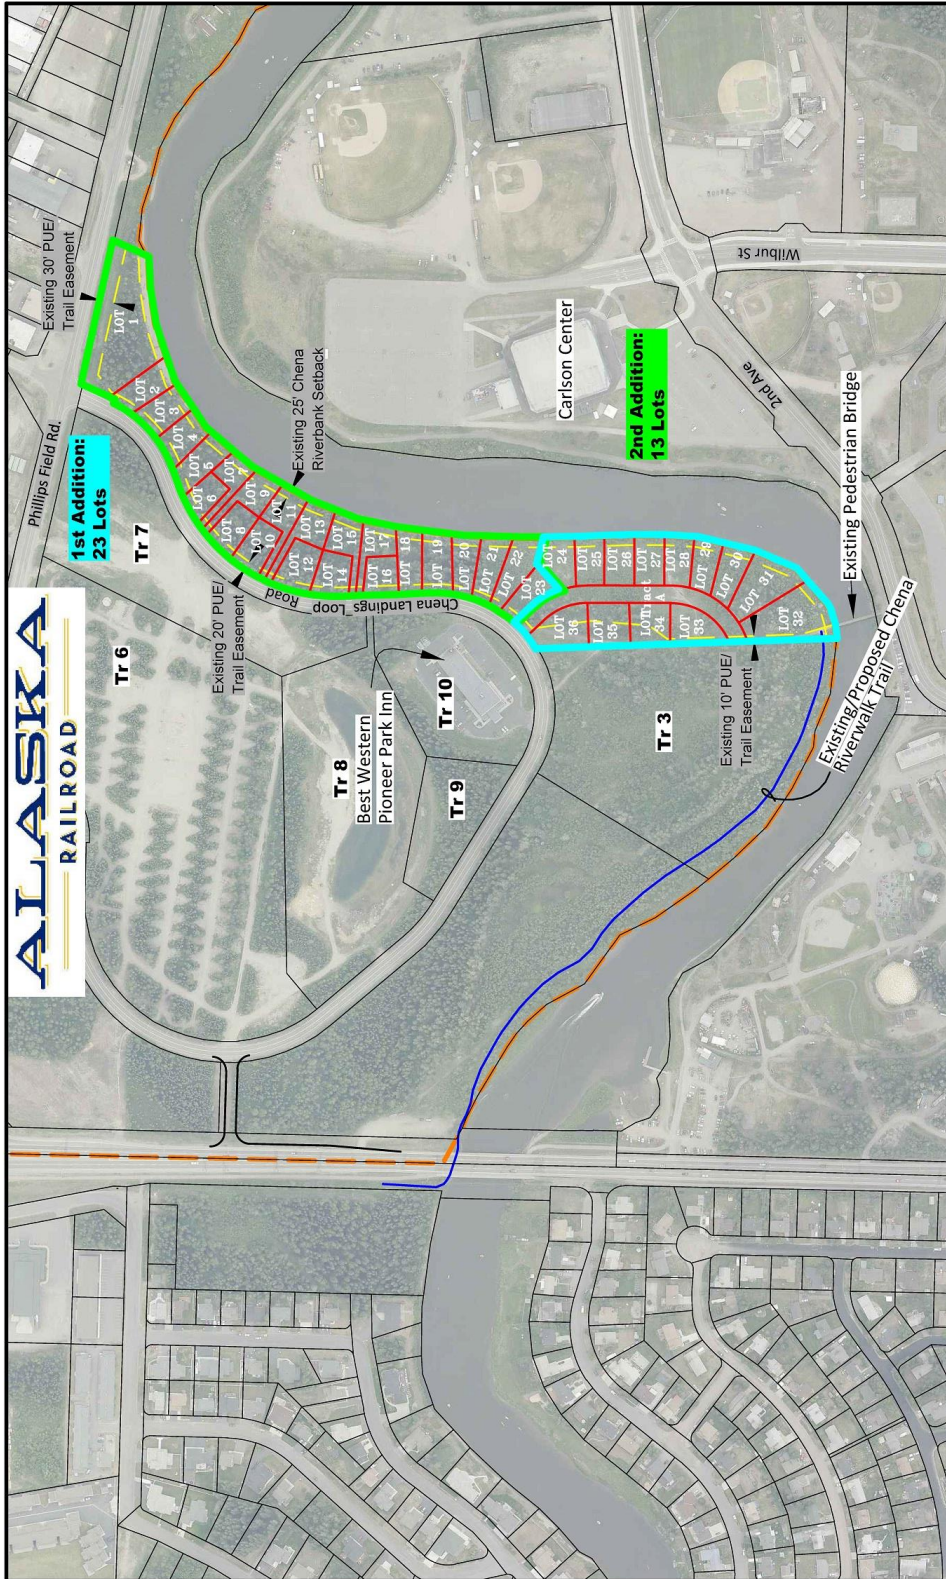 ALASKA
RAILROAD
Phillips Field Rd.
Existing 30' PUE/
Trail Easement
1st Addition:
23 Lots
Tr 7
Tr 6
Existing 20' PUE/
Trail Easement
Existing 25' Chena
Riverbank Setback
Chena Landings Loop
Road
Tr 8
Best Western
Pioneer Park Inn
Tr 10
Tr 9
Carlson Center
2nd Addition:
13 Lots
Wilbur St
2nd Ave
Tr 3
Existing 10' PUE/
Trail Easement
Existing Pedestrian Bridge
Existing/Proposed Chena
Riverwalk Trail
LOT
1
LOT
2
LOT
3
LOT
4
LOT
5
LOT
6
LOT
7
LOT
8
LOT
9
LOT
10
LOT
11
LOT
12
LOT
13
LOT
14
LOT
15
LOT
16
LOT
17
LOT
18
LOT
19
LOT
20
LOT
21
LOT
22
LOT
23
LOT
24
LOT
25
LOT
26
LOT
27
LOT
28
LOT
29
LOT
30
LOT
31
LOT
32
LOT
33
LOT
34
LOT
35
LOT
36
Tract
A